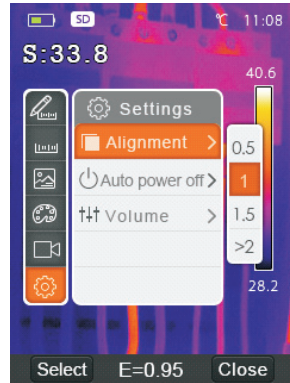 SD ℃ 11:08
S:33.8
40.6
Settings
Alignment >
Auto power off >
Volume >
0.5
1
1.5
>2
28.2
Select E=0.95 Close